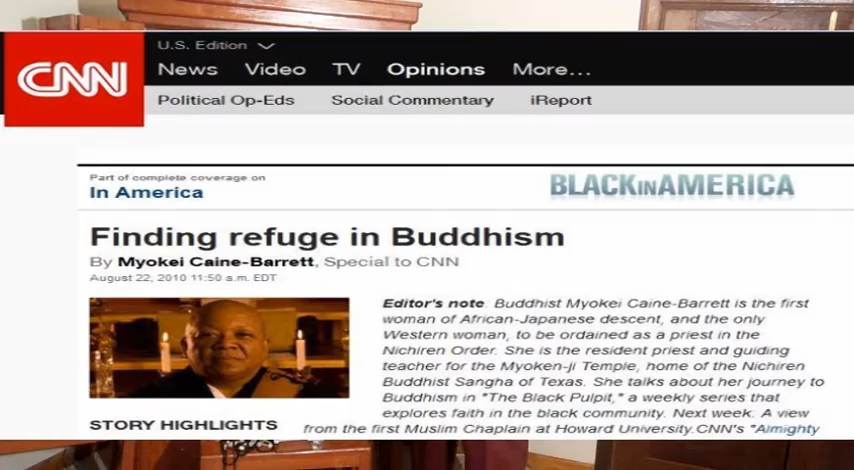 CNN
U.S. Edition
News Video TV Opinions More...
Political Op-Eds Social Commentary iReport
Part of complete coverage on
In America
BLACKINAMERICA
Finding refuge in Buddhism
By Myokei Caine-Barrett, Special to CNN
August 22, 2010 11:50 a.m. EDT
Editor's note: Buddhist Myokei Caine-Barrett is the first
woman of African-Japanese descent, and the only
Western woman, to be ordained as a priest in the
Nichiren Order. She is the resident priest and guiding
teacher for the Myoken-ji Temple, home of the Nichiren
Buddhist Sangha of Texas. She talks about her journey to
Buddhism in "The Black Pulpit," a weekly series that
explores faith in the black community. Next week: A view
from the first Muslim Chaplain at Howard University.CNN's "Almighty
STORY HIGHLIGHTS